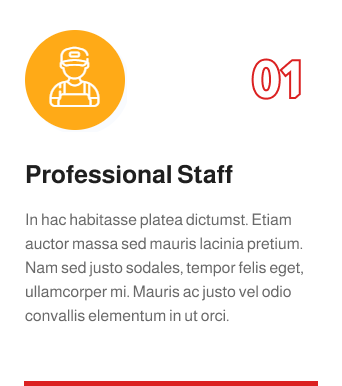 01
Professional Staff
In hac habitasse platea dictumst. Etiam
auctor massa sed mauris lacinia pretium.
Nam sed justo sodales, tempor felis eget,
ullamcorper mi. Mauris ac justo vel odio
convallis elementum in ut orci.